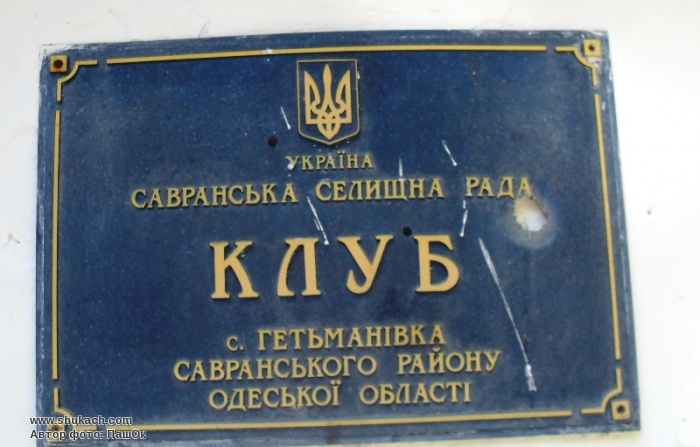 УКРАЇНА
САВРАНСЬКА СЕЛИЩНА РАДА
КЛУБ
с. ГЕТЬМАНІВКА
САВРАНСЬКОГО РАЙОНУ
ОДЕСЬКОЇ ОБЛАСТІ
www.shukach.com
Автор фото: ПашОк